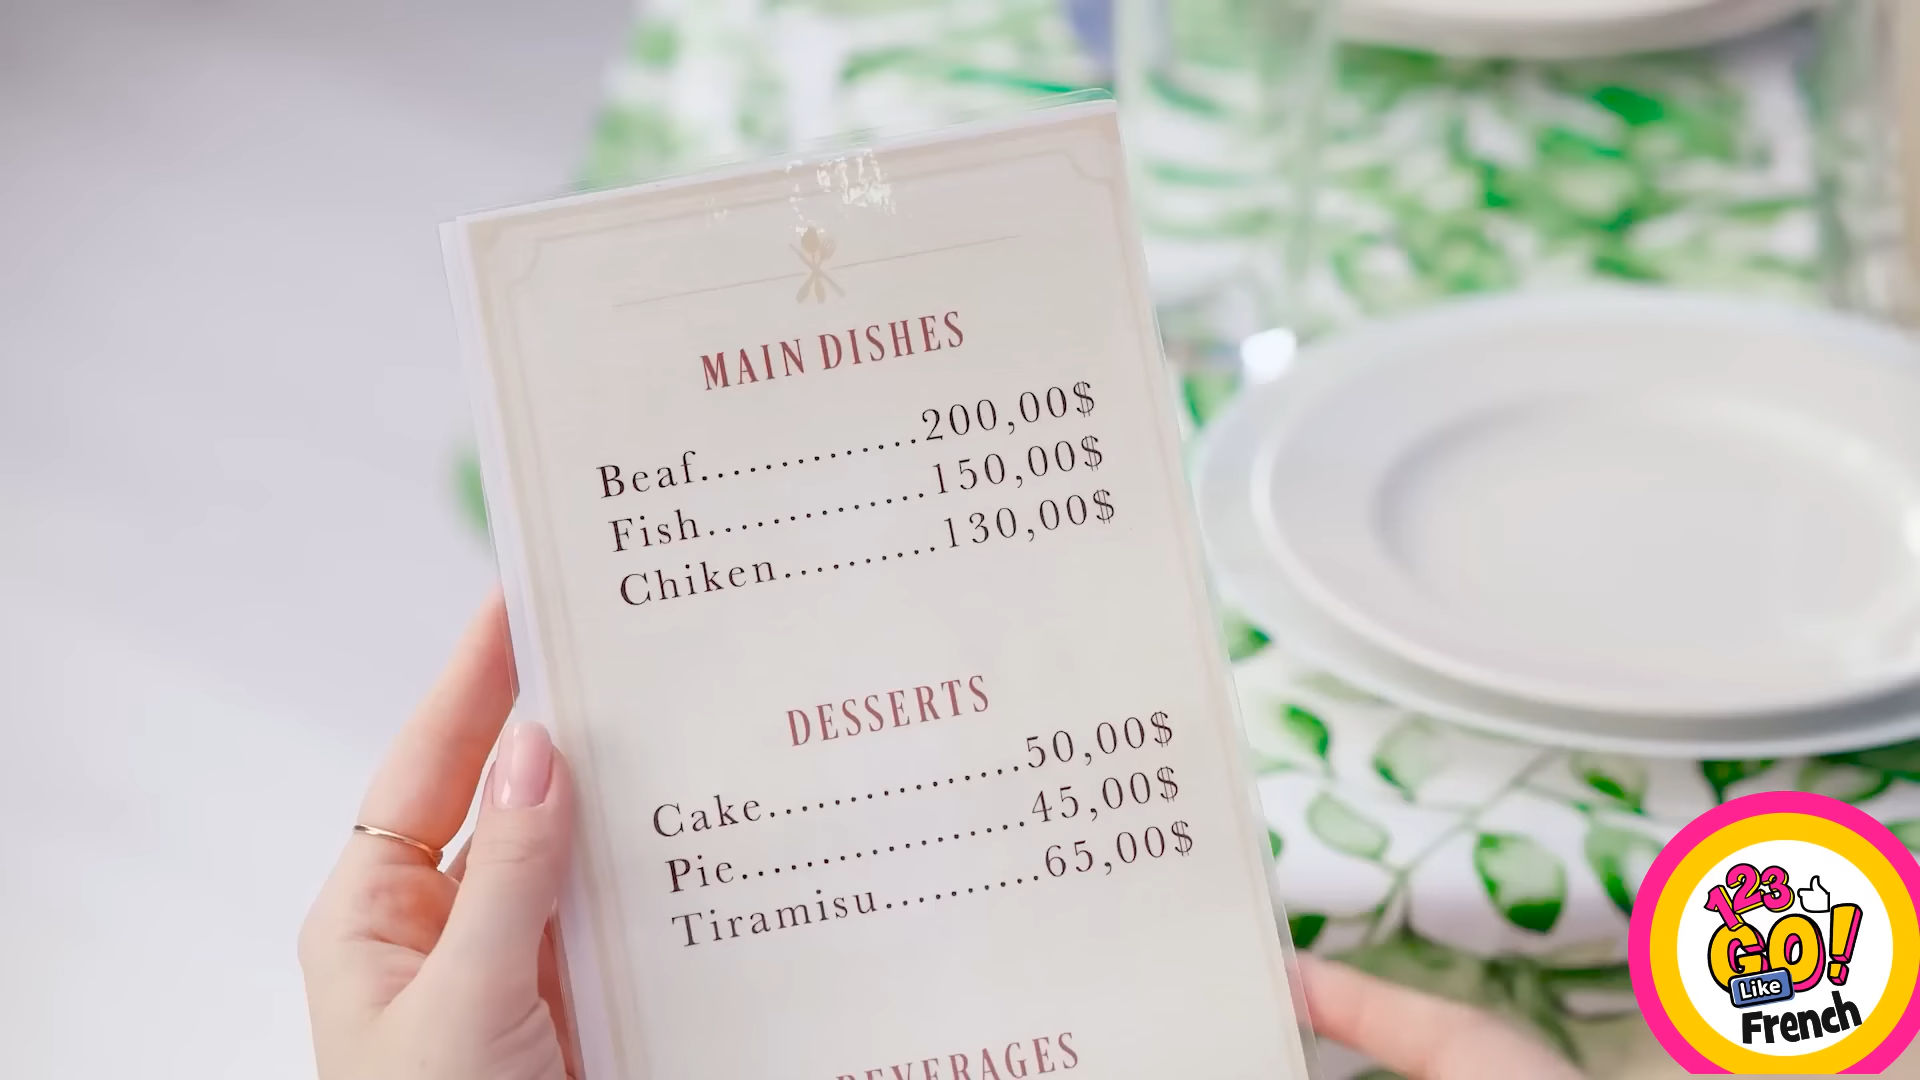 MAIN DISHES
Beaf.............200,00$
Fish..............150,00$
Chiken..........130,00$
DESSERTS
Cake................50,00$
Pie..................45,00$
Tiramisu..........65,00$
BEVERAGES
123
GO!
Like
French